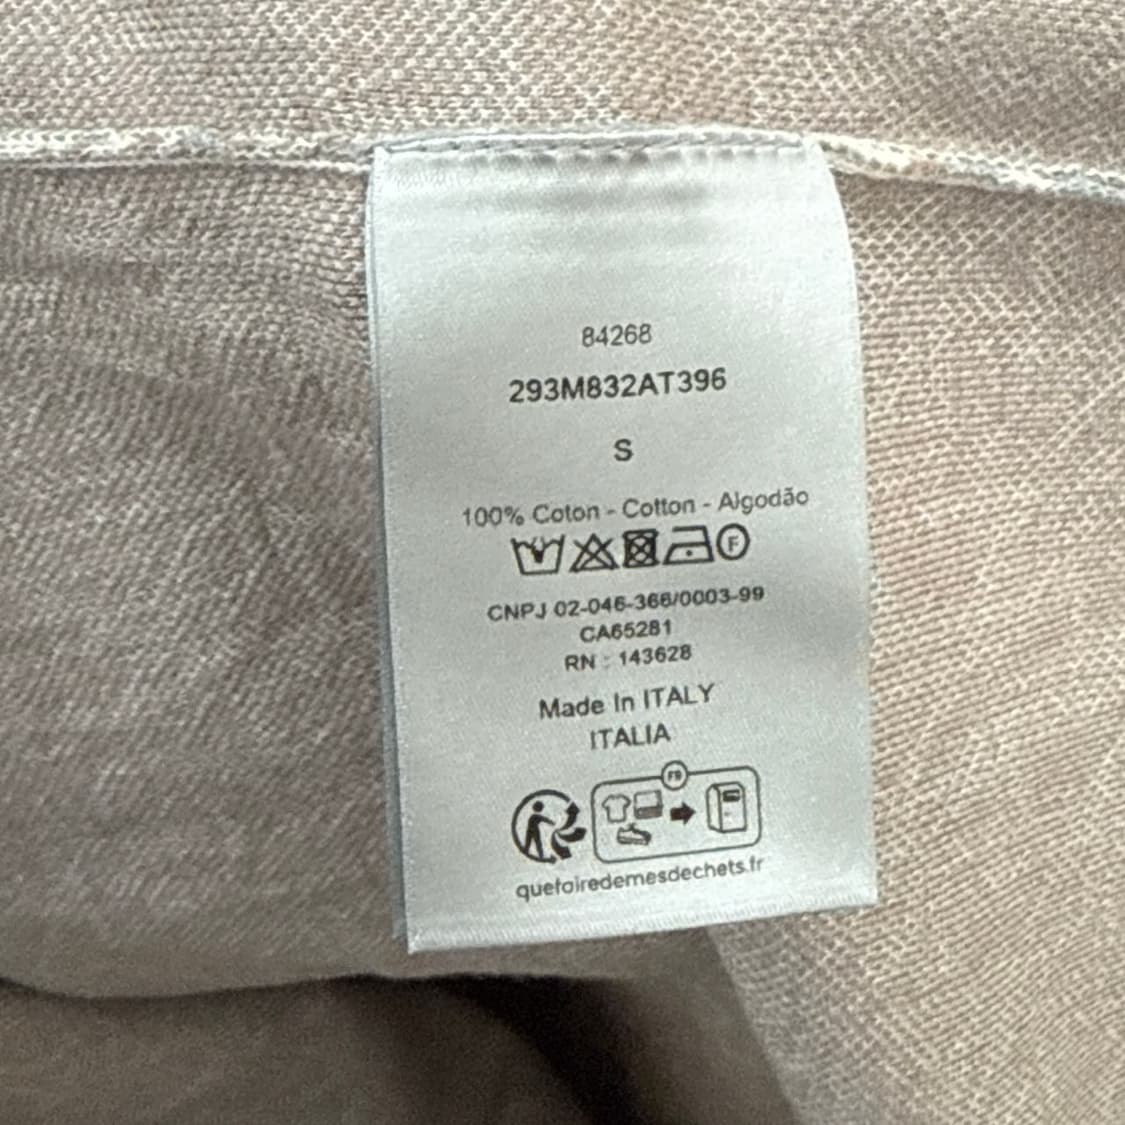 84268
293M832AT396
S
100% Coton - Cotton - Algodão
F
CNPJ 02-046-366/0003-99
CA65281
RN : 143628
Made In ITALY
ITALIA
FR
quefairedemesdechets.fr